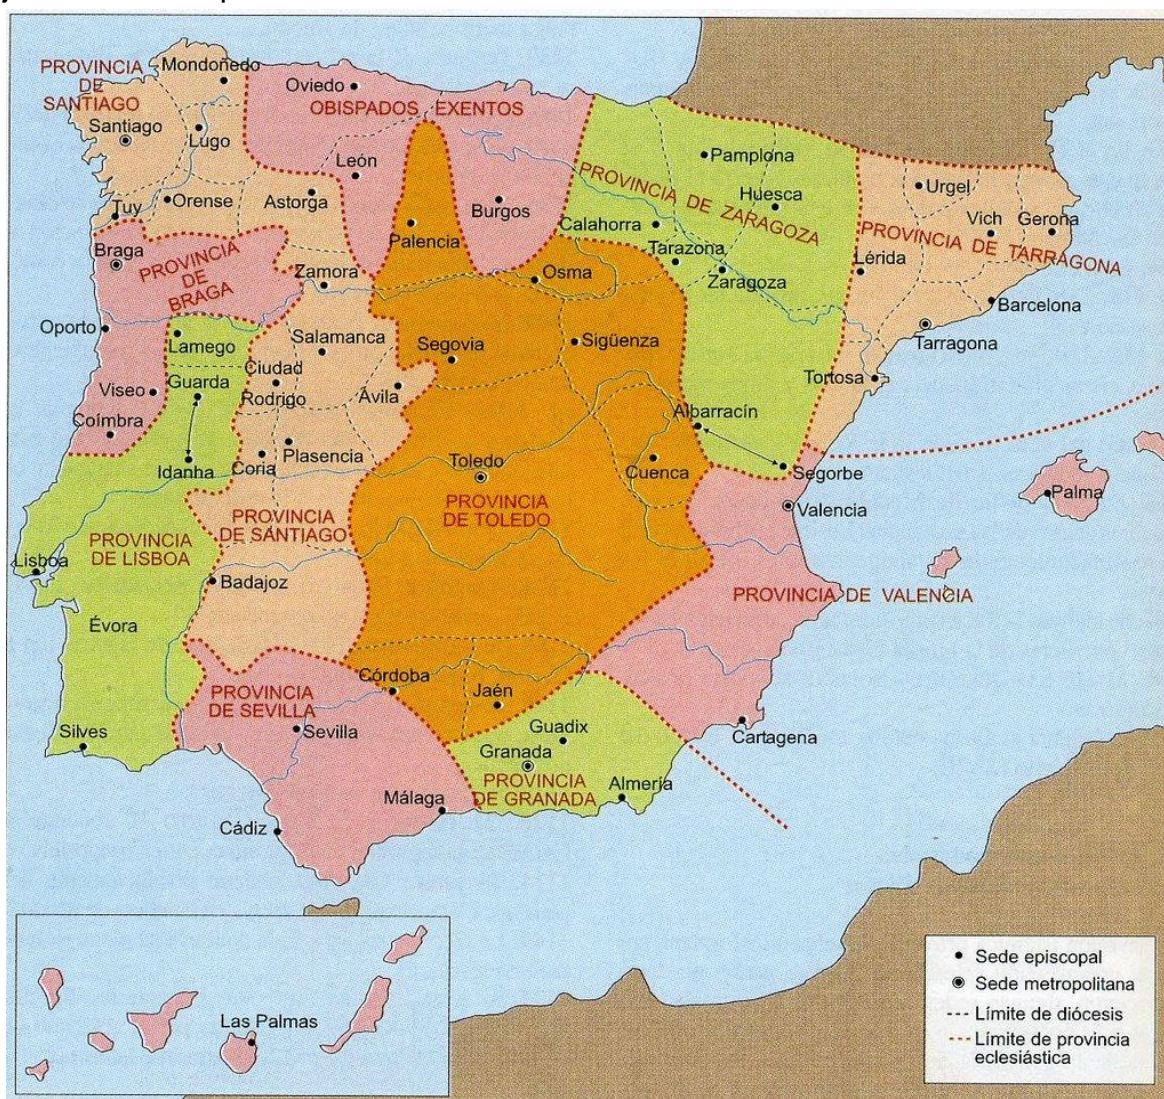 Mondoñedo
PROVINCIA
DE
SANTIAGO
Santiago
Lugo
Oviedo
OBISPADOS EXENTOS
León
Burgos
Tuy
Orense
Astorga
Palencia
Pamplona
PROVINCIA DE ZARAGOZA
Huesca
Calahorra
Tarazona
Zaragoza
Urgel
Vich
Gerona
PROVINCIA DE TARRAGONA
Lérida
Barcelona
Tarragona
Tortosa
Braga
PROVINCIA
DE
BRAGA
Zamora
Osma
Oporto
Lamego
Salamanca
Segovia
Sigüenza
Viseo
Guarda
Ciudad
Rodrigo
Ávila
Coímbra
Albarracín
Idanha
Coria
Plasencia
Toledo
Cuenca
Segorbe
Palma
Valencia
PROVINCIA
DE TOLEDO
PROVINCIA
DE SANTIAGO
PROVINCIA
DE LISBOA
Lisboa
Badajoz
PROVINCIA DE VALENCIA
Évora
Córdoba
Jaén
PROVINCIA
DE SEVILLA
Sevilla
Silves
Guadix
Granada
Cartagena
PROVINCIA
DE GRANADA
Almería
Málaga
Cádiz
Las Palmas
Sede episcopal
Sede metropolitana
Límite de diócesis
Límite de provincia
eclesiástica